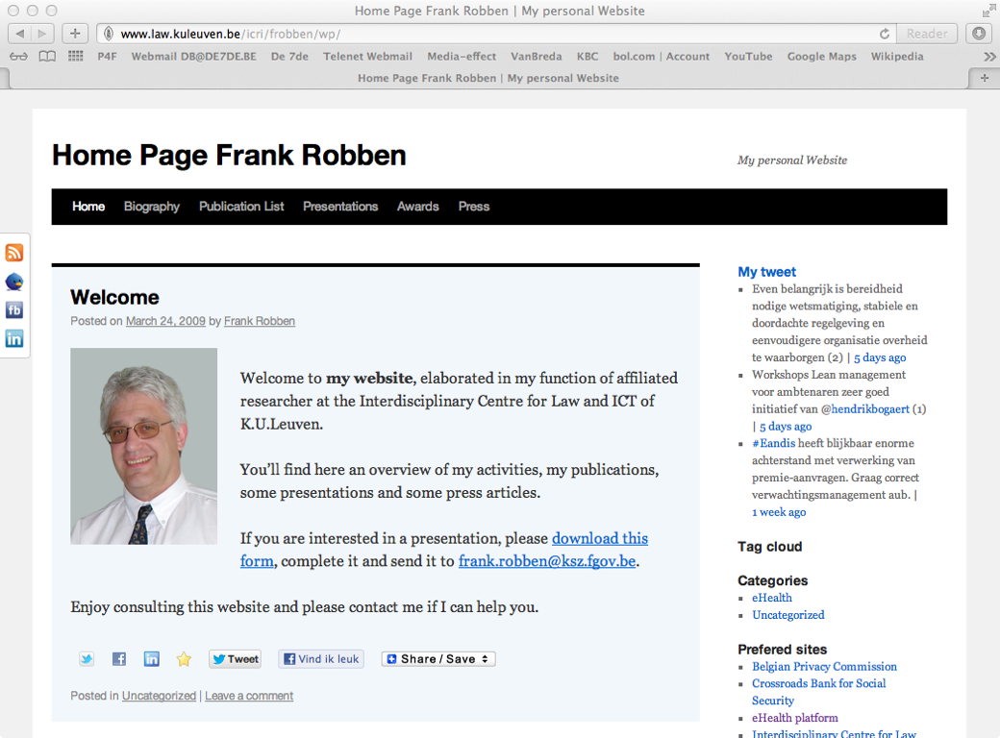 Home Page Frank Robben | My personal Website
www.law.kuleuven.be/icri/frobben/wp/
Reader
P4F Webmail DB@DE7DE.BE De 7de Telenet Webmail Media-effect VanBreda KBC bol.com | Account YouTube Google Maps Wikipedia
Home Page Frank Robben | My personal Website
Home Page Frank Robben
My personal Website
Home Biography Publication List Presentations Awards Press
Welcome
Posted on March 24, 2009 by Frank Robben
Welcome to my website, elaborated in my function of affiliated
researcher at the Interdisciplinary Centre for Law and ICT of
K.U.Leuven.
You'll find here an overview of my activities, my publications,
some presentations and some press articles.
If you are interested in a presentation, please download this
form, complete it and send it to frank.robben@ksz.fgov.be.
Enjoy consulting this website and please contact me if I can help you.
Tweet Vind ik leuk Share / Save
Posted in Uncategorized | Leave a comment
fb
in
My tweet
Even belangrijk is bereidheid
nodige wetsmatiging, stabiele en
doordachte regelgeving en
eenvoudigere organisatie overheid
te waarborgen (2) | 5 days ago
Workshops Lean management
voor ambtenaren zeer goed
initiatief van @hendrikbogaert (1)
| 5 days ago
#Eandis heeft blijkbaar enorme
achterstand met verwerking van
premie-aanvragen. Graag correct
verwachtingsmanagement aub. |
1 week ago
Tag cloud
Categories
eHealth
Uncategorized
Prefered sites
Belgian Privacy Commission
Crossroads Bank for Social
Security
eHealth platform
Interdisciplinary Centre for Law